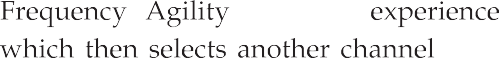 Frequency Agility experience
which then selects another channel